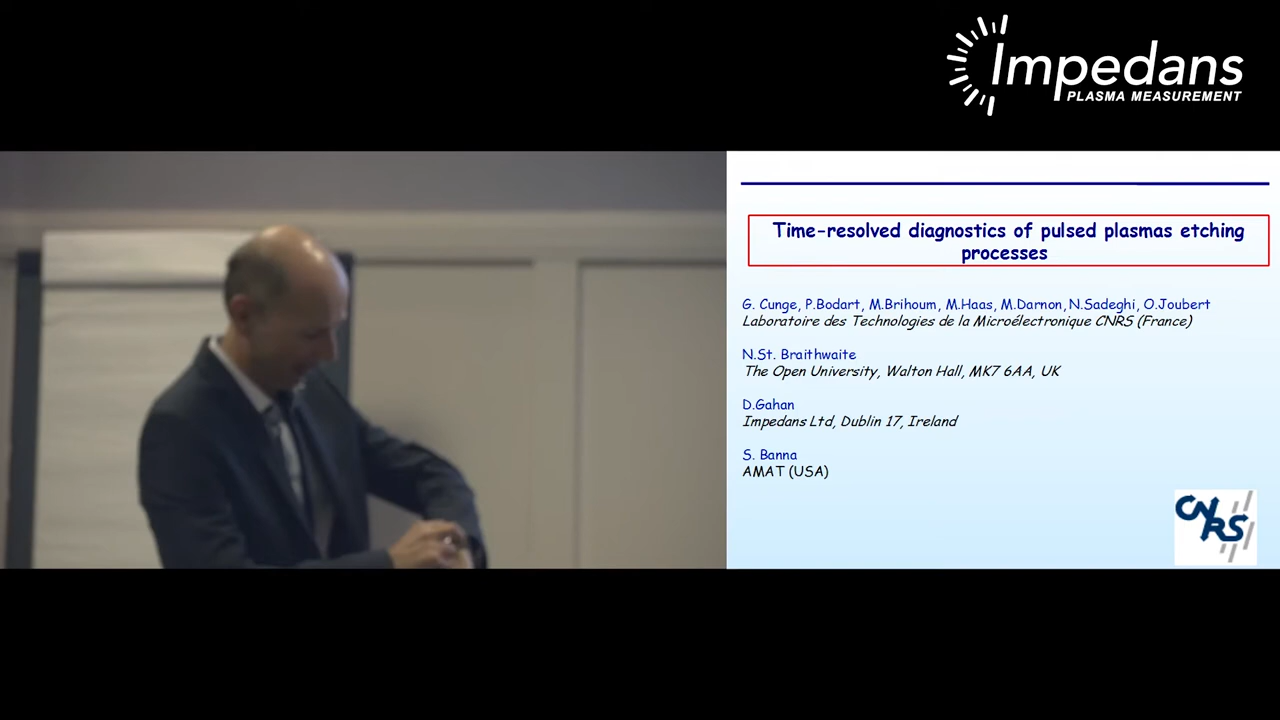 Impedans
PLASMA MEASUREMENT
Time-resolved diagnostics of pulsed plasmas etching
processes
G. Cunge, P.Bodart, M.Brihoum, M.Haas, M.Darnon, N.Sadeghi, O.Joubert
Laboratoire des Technologies de la Microélectronique CNRS (France)
N.St. Braithwaite
The Open University, Walton Hall, MK7 6AA, UK
D.Gahan
Impedans Ltd, Dublin 17, Ireland
S. Banna
AMAT (USA)
CNRS